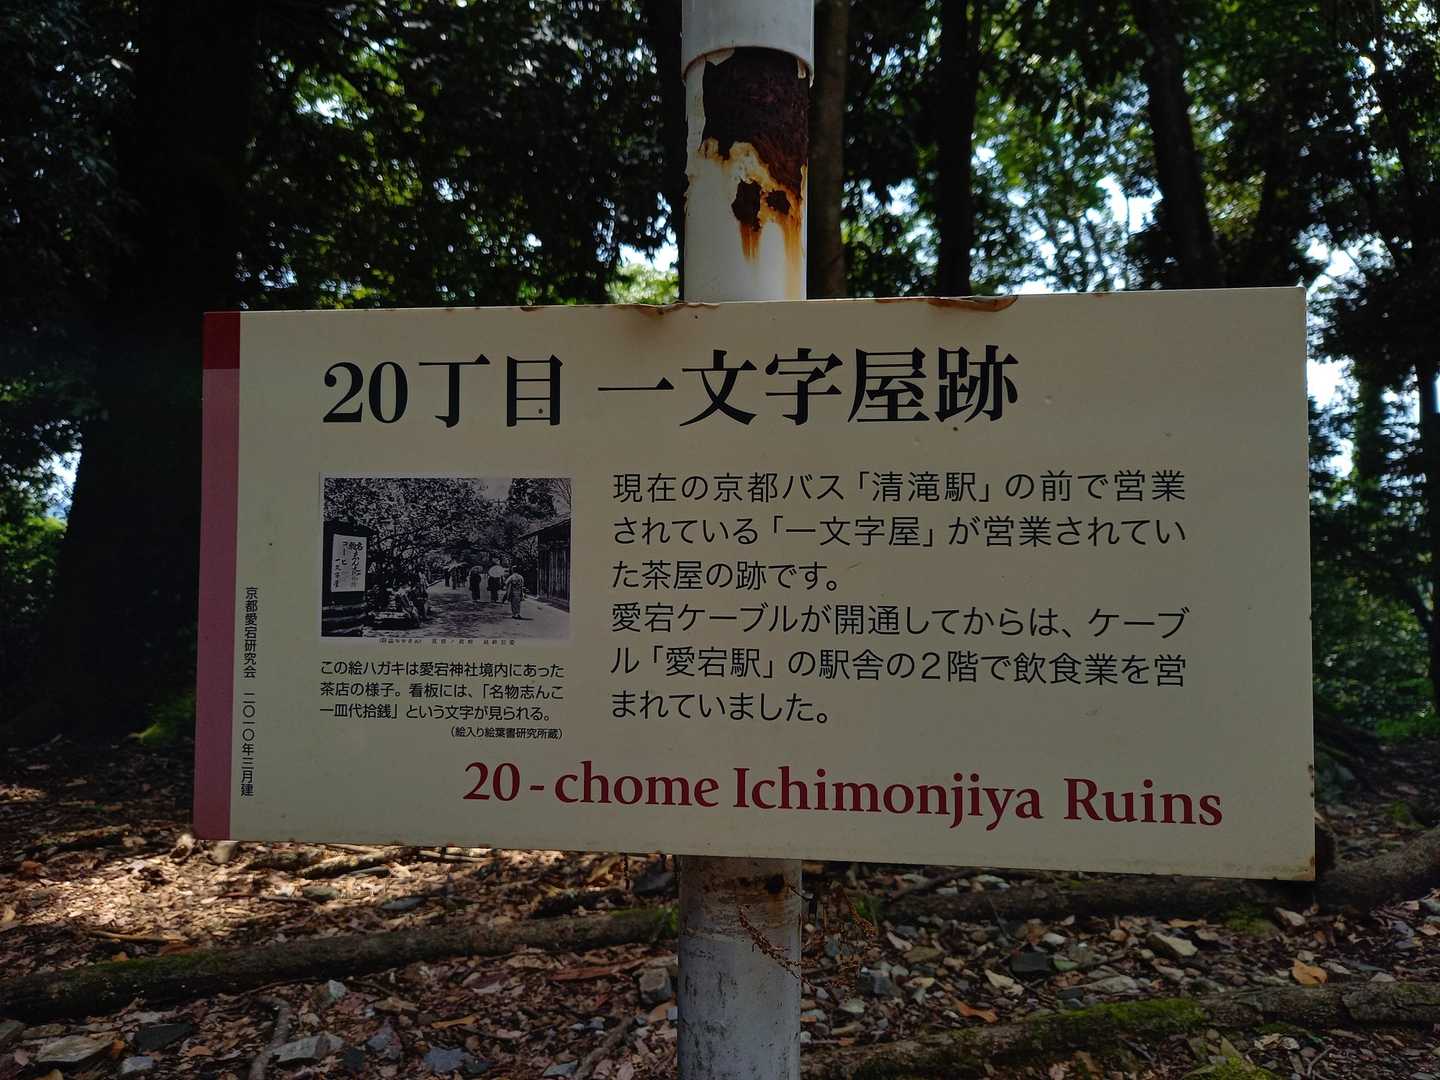 20丁目 一文字屋跡
現在の京都バス「清滝駅」の前で営業
されている「一文字屋」が営業されてい
た茶屋の跡です。
愛宕ケーブルが開通してからは、ケーブ
ル「愛宕駅」の駅舎の2階で飲食業を営
まれていました。
この絵ハガキは愛宕神社境内にあった
茶店の様子。看板には、「名物志んこ
一皿代拾銭」という文字が見られる。
（絵入り絵葉書研究所蔵）
京都愛宕研究会 二〇一〇年三月建
20-chome Ichimonjiya Ruins